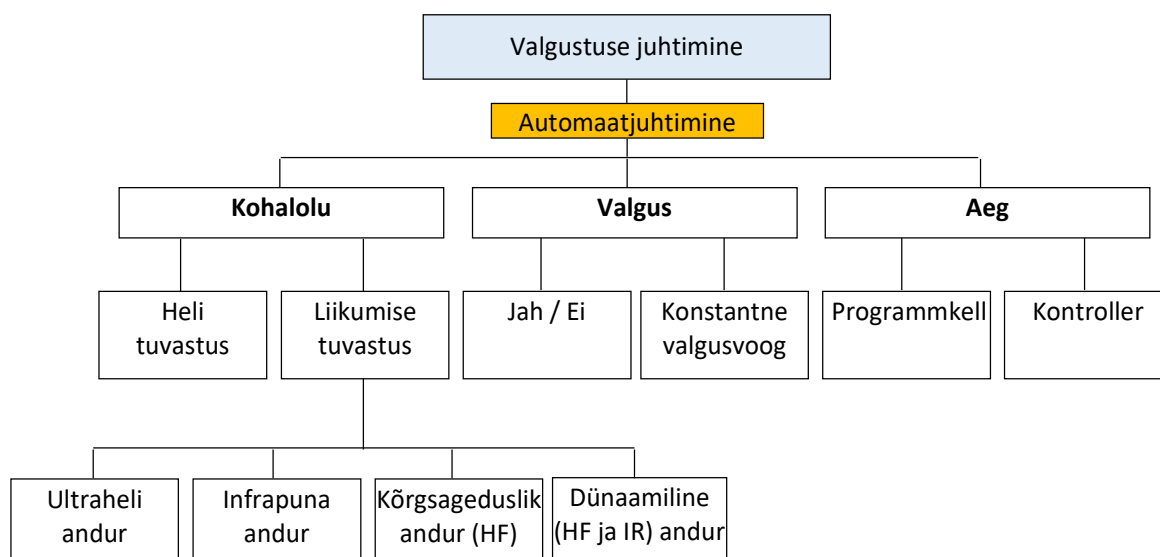 Valgustuse juhtimine
Automaatjuhtimine
Kohalolu
Valgus
Aeg
Heli
tuvastus
Liikumise
tuvastus
Jah / Ei
Konstantne
valgusvoog
Programmkell
Kontroller
Ultraheli
andur
Infrapuna
andur
Kõrgsageduslik
andur (HF)
Dünaamiline
(HF ja IR) andur